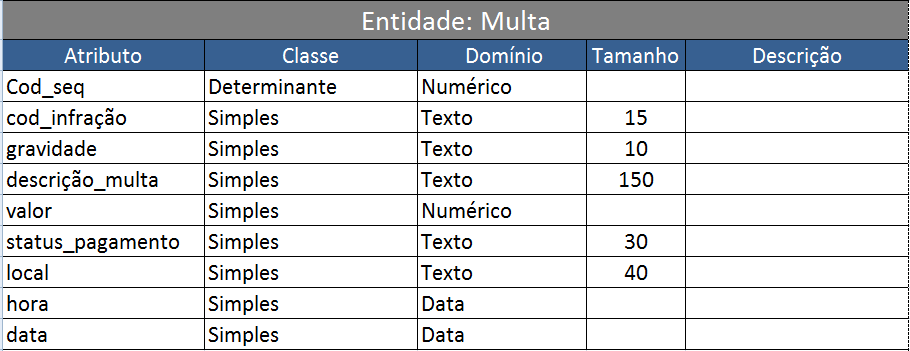 Entidade: Multa
Atributo Classe Domínio Tamanho Descrição
Cod_seq Determinante Numérico
cod_infração Simples Texto 15
gravidade Simples Texto 10
descrição_multa Simples Texto 150
valor Simples Numérico
status_pagamento Simples Texto 30
local Simples Texto 40
hora Simples Data
data Simples Data